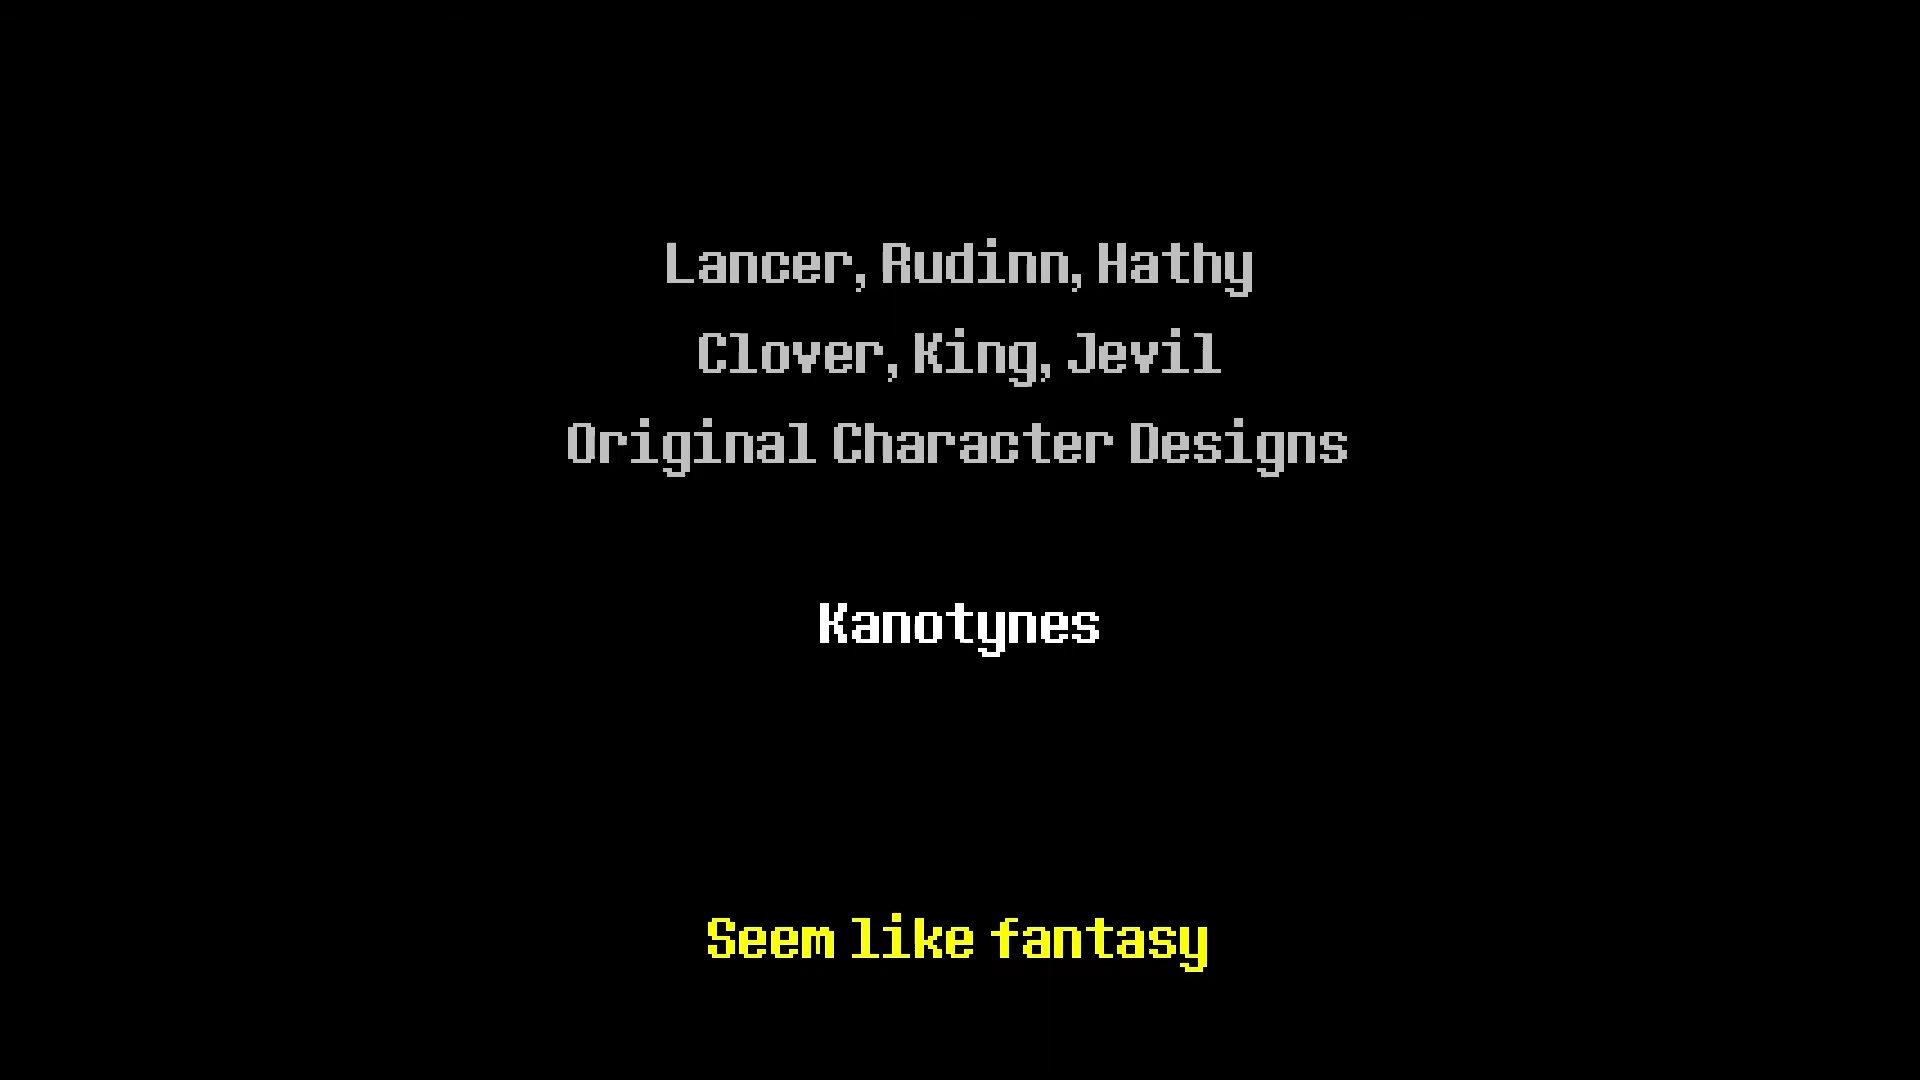 Lancer, Rudinn, Hathy
Clover, King, Jevil
Original Character Designs
Kanotynes
Seem like fantasy